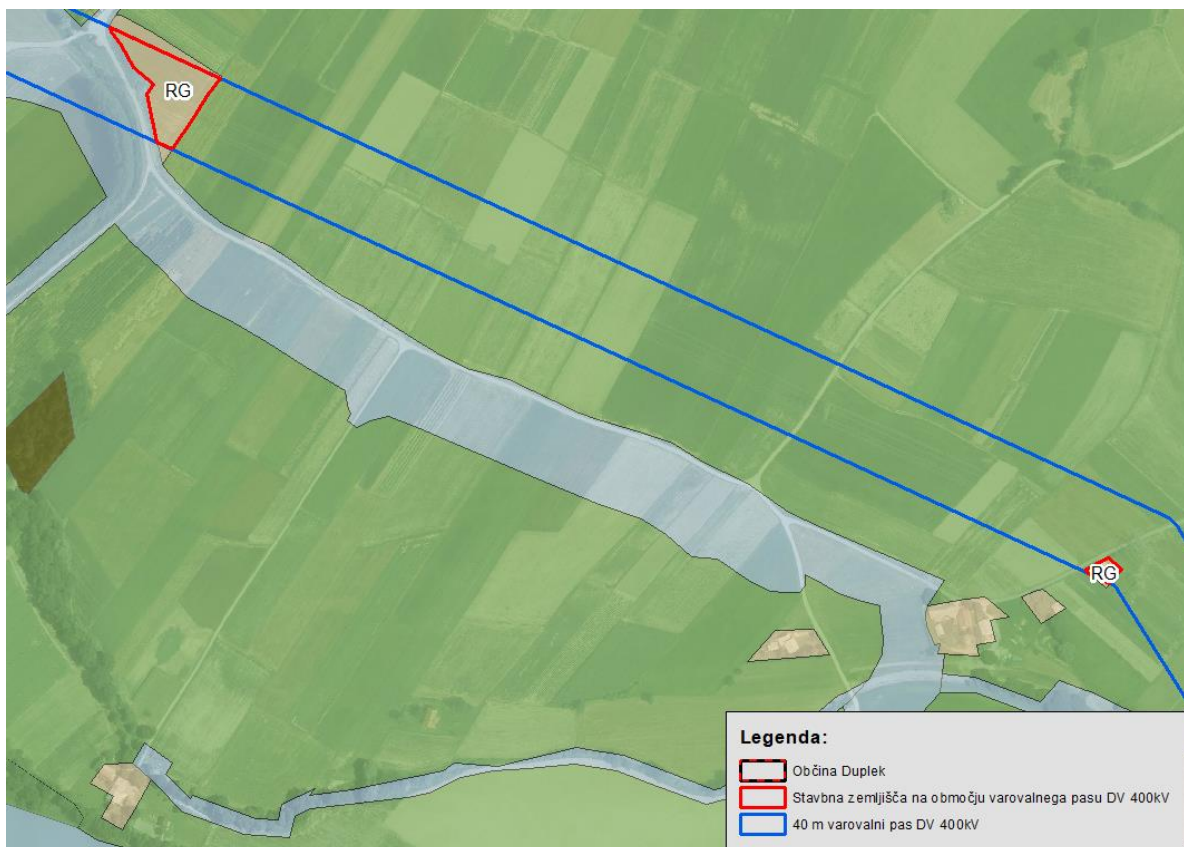 RG
RG
Legenda:
Občina Duplek
Stavbna zemljišča na območju varovalnega pasu DV 400kV
40 m varovalni pas DV 400kV